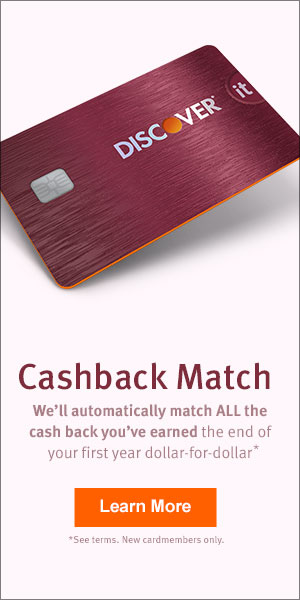 DISCOVER®
it
Cashback Match
We'll automatically match ALL the
cash back you've earned the end of
your first year dollar-for-dollar*
Learn More
*See terms. New cardmembers only.